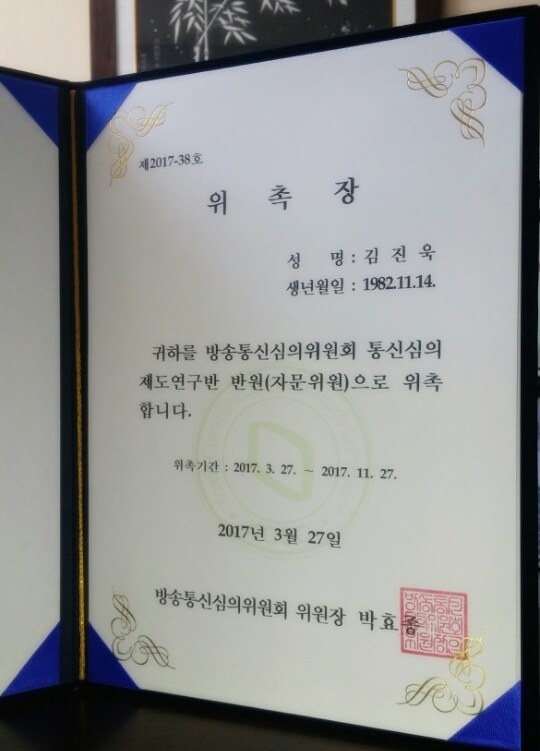 제2017-38호
위 촉 장
성 명 : 김 진 욱
생년월일 : 1982.11.14.
귀하를 방송통신심의위원회 통신심의
제도연구반 반원(자문위원)으로 위촉
합니다.
위촉기간 : 2017. 3. 27. ~ 2017. 11. 27.
2017년 3월 27일
방송통신심의위원회 위원장 박효종